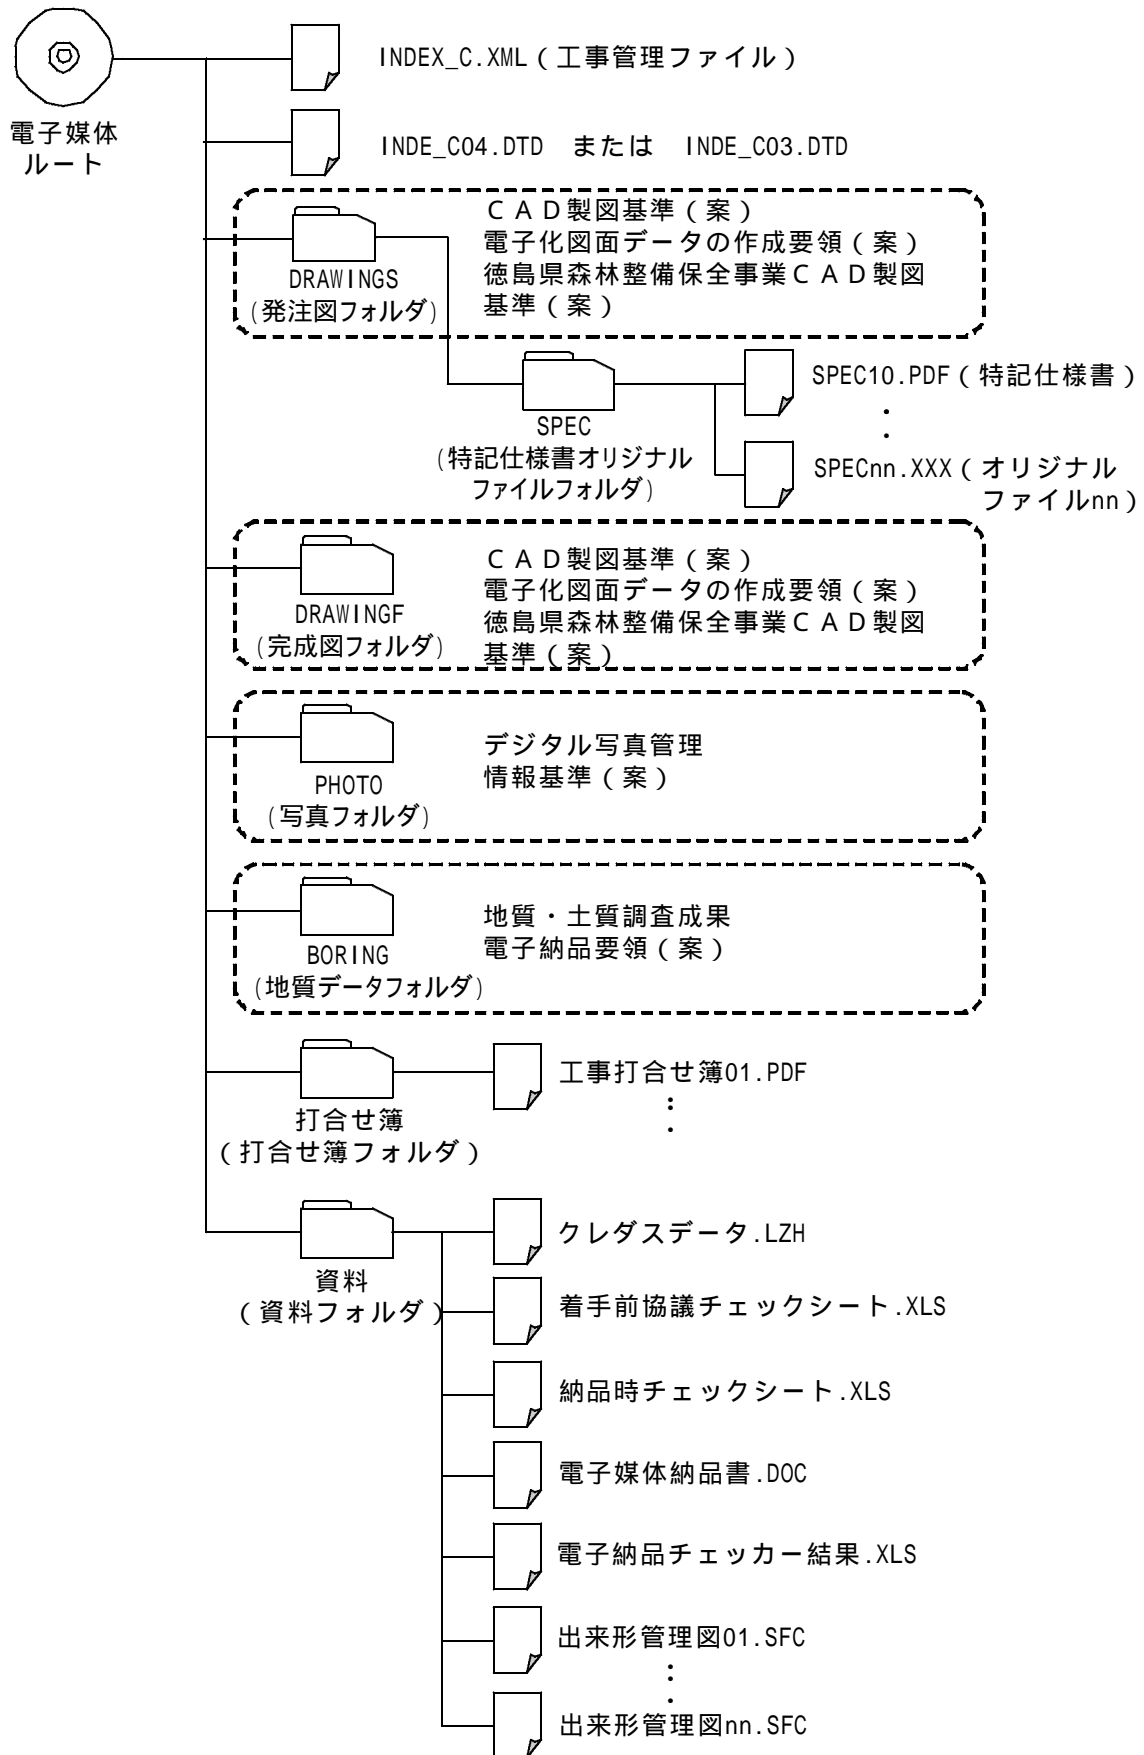 INDEX_C.XML（工事管理ファイル）
電子媒体
ルート
INDE_C04.DTD　または　INDE_C03.DTD
ＣＡＤ製図基準（案）
電子化図面データの作成要領（案）
徳島県森林整備保全事業ＣＡＤ製図
基準（案）
DRAWINGS
(発注図フォルダ)
SPEC10.PDF（特記仕様書）
・
・
SPEC
(特記仕様書オリジナル
ファイルフォルダ)
SPECnn.XXX（オリジナル
ファイルnn）
ＣＡＤ製図基準（案）
電子化図面データの作成要領（案）
徳島県森林整備保全事業ＣＡＤ製図
基準（案）
DRAWINGF
(完成図フォルダ)
デジタル写真管理
情報基準（案）
PHOTO
(写真フォルダ)
地質・土質調査成果
電子納品要領（案）
BORING
(地質データフォルダ)
工事打合せ簿01.PDF
：
・
打合せ簿
（打合せ簿フォルダ）
クレダスデータ.LZH
資料
（資料フォルダ）
着手前協議チェックシート.XLS
納品時チェックシート.XLS
電子媒体納品書.DOC
電子納品チェッカー結果.XLS
出来形管理図01.SFC
：
・
出来形管理図nn.SFC